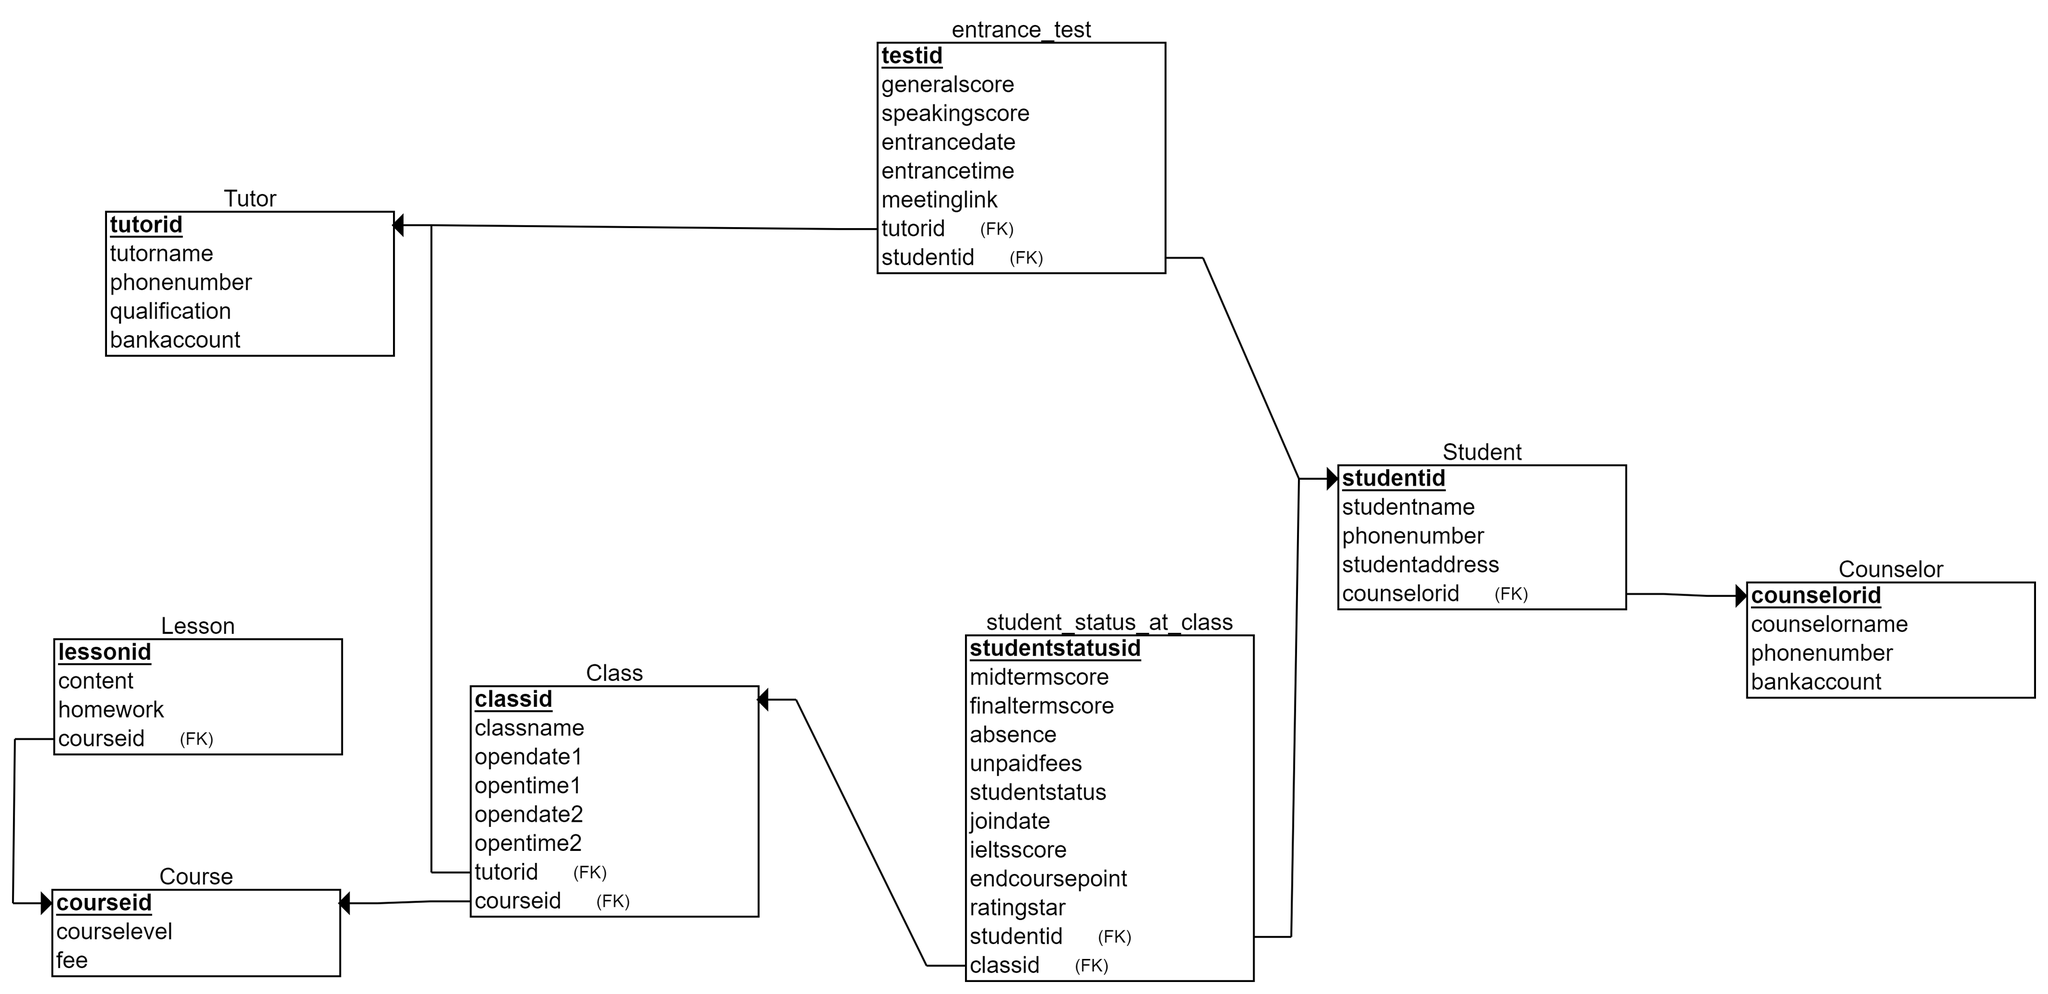 entrance_test
testid
generalscore
speakingscore
entrancedate
entrancetime
meetinglink
tutorid (FK)
studentid (FK)
Tutor
tutorid
tutorname
phonenumber
qualification
bankaccount
Student
studentid
studentname
phonenumber
studentaddress
counselorid (FK)
Counselor
counselorid
counselorname
phonenumber
bankaccount
Lesson
lessonid
content
homework
courseid (FK)
Class
classid
classname
opendate1
opentime1
opendate2
opentime2
tutorid (FK)
courseid (FK)
student_status_at_class
studentstatusid
midtermscore
finaltermscore
absence
unpaidfees
studentstatus
joindate
ieltsscore
endcoursepoint
ratingstar
studentid (FK)
classid (FK)
Course
courseid
courselevel
fee